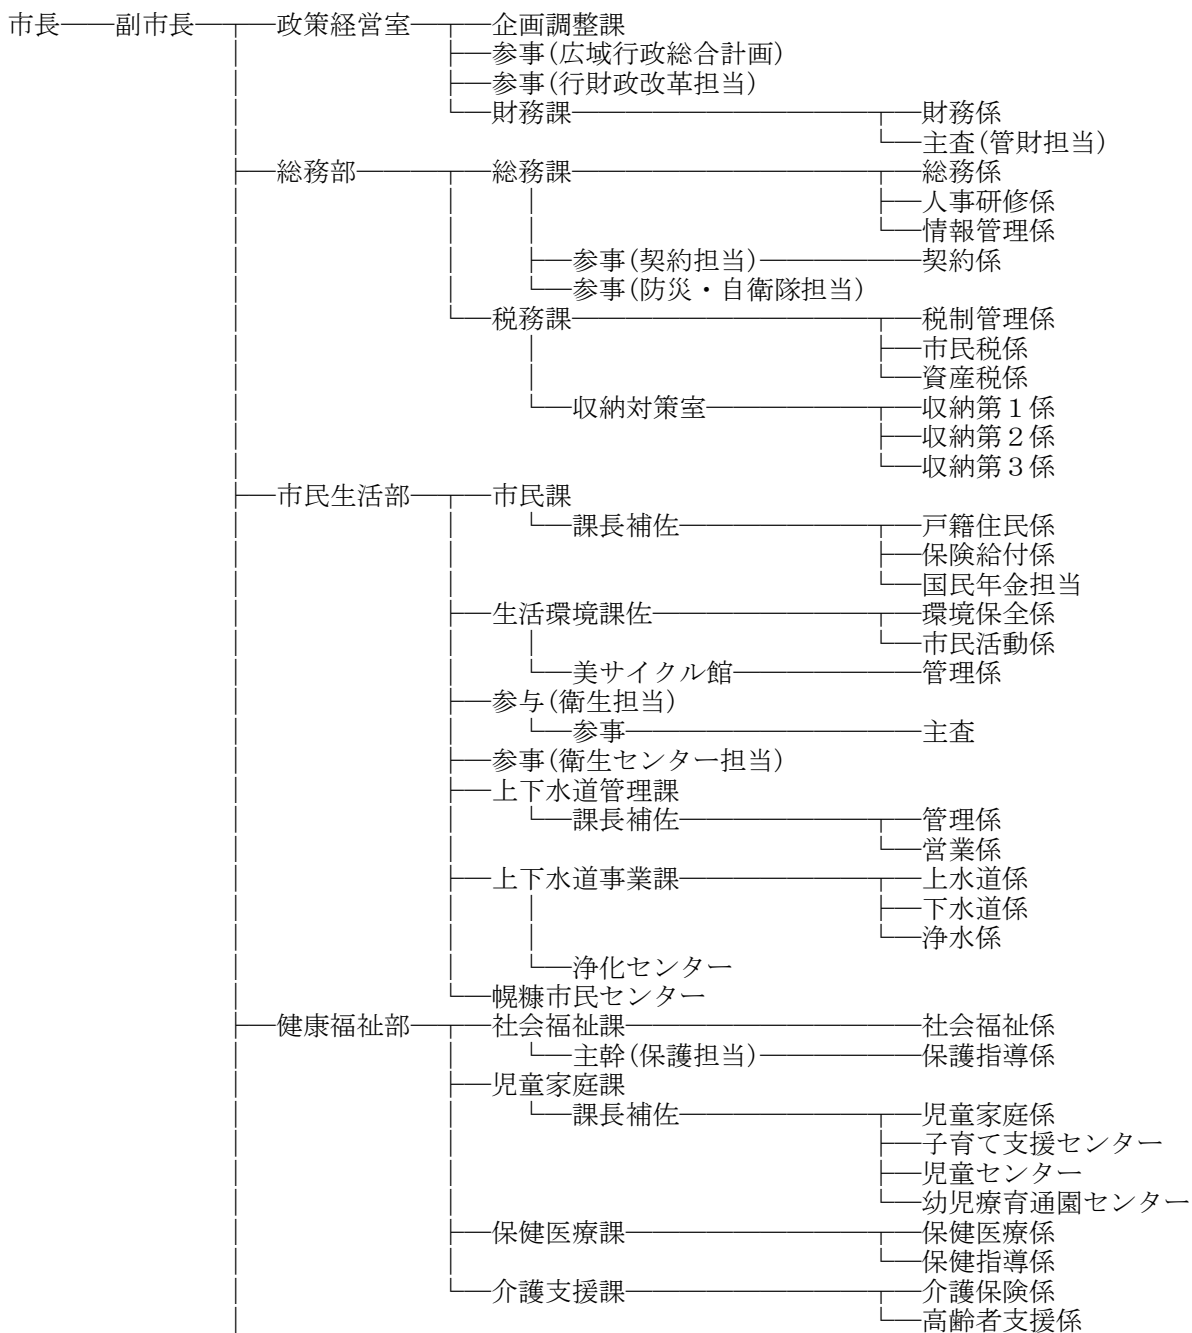 市長――副市長―┬―政策経営室―┬―企画調整課
├―参事(広域行政総合計画)
├―参事(行財政改革担当)
└―財務課―┬―財務係
└―主査(管財担当)
├―総務部―┬―総務課―┬―総務係
├―人事研修係
└―情報管理係
├―参事(契約担当)―契約係
└―参事(防災・自衛隊担当)
└―税務課―┬―税制管理係
├―市民税係
└―資産税係
└―収納対策室―┬―収納第１係
├―収納第２係
└―収納第３係
├―市民生活部―┬―市民課
└―課長補佐―┬―戸籍住民係
├―保険給付係
└―国民年金担当
├―生活環境課佐―┬―環境保全係
└―市民活動係
└―美サイクル館―管理係
├―参与(衛生担当)
└―参事―主査
├―参事(衛生センター担当)
├―上下水道管理課
└―課長補佐―┬―管理係
└―営業係
├―上下水道事業課―┬―上水道係
├―下水道係
└―浄水係
└―浄化センター
└―幌糠市民センター
├―健康福祉部―┬―社会福祉課―社会福祉係
└―主幹(保護担当)―保護指導係
├―児童家庭課
└―課長補佐―┬―児童家庭係
├―子育て支援センター
├―児童センター
└―幼児療育通園センター
├―保健医療課―┬―保健医療係
└―保健指導係
└―介護支援課―┬―介護保険係
└―高齢者支援係